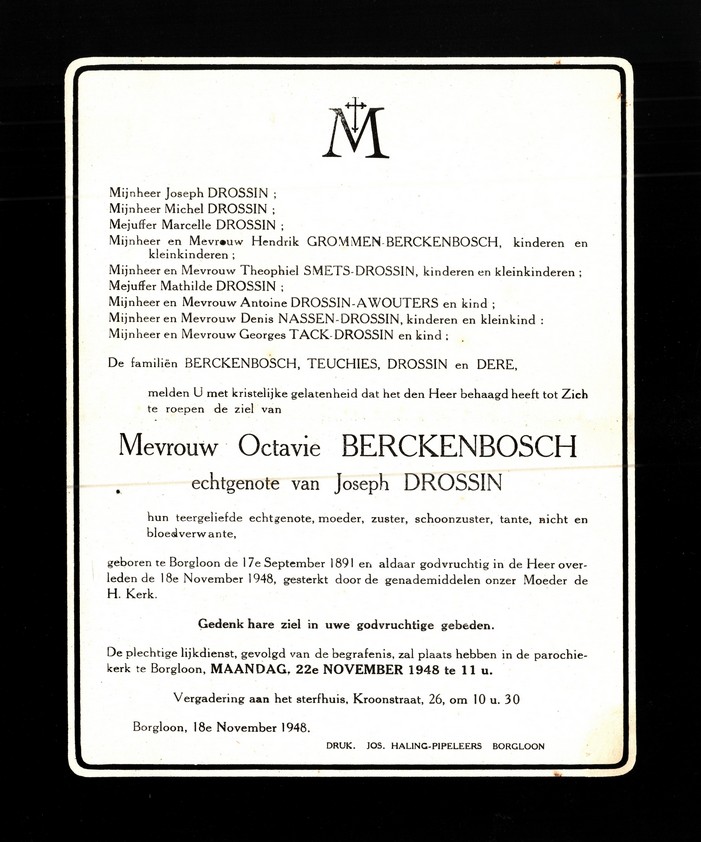 M
Mijnheer Joseph DROSSIN ;
Mijnheer Michel DROSSIN ;
Mejuffer Marcelle DROSSIN ;
Mijnheer en Mevrouw Hendrik GROMMEN-BERCKENBOSCH, kinderen en
kleinkinderen ;
Mijnheer en Mevrouw Theophiel SMETS-DROSSIN, kinderen en kleinkinderen ;
Mejuffer Mathilde DROSSIN ;
Mijnheer en Mevrouw Antoine DROSSIN-AWOUTERS en kind ;
Mijnheer en Mevrouw Denis NASSEN-DROSSIN, kinderen en kleinkind :
Mijnheer en Mevrouw Georges TACK-DROSSIN en kind ;
De familiën BERCKENBOSCH, TEUCHIES, DROSSIN en DERE,
melden U met kristelijke gelatenheid dat het den Heer behaagd heeft tot Zich
te roepen de ziel van
Mevrouw Octavie BERCKENBOSCH
echtgenote van Joseph DROSSIN
hun teergeliefde echtgenote, moeder, zuster, schoonzuster, tante, nicht en
bloedverwante,
geboren te Borgloon de 17e September 1891 en aldaar godvruchtig in de Heer over-
leden de 18e November 1948, gesterkt door de genademiddelen onzer Moeder de
H. Kerk.
Gedenk hare ziel in uwe godvruchtige gebeden.
De plechtige lijkdienst, gevolgd van de begrafenis, zal plaats hebben in de parochie-
kerk te Borgloon, MAANDAG, 22e NOVEMBER 1948 te 11 u.
Vergadering aan het sterfhuis, Kroonstraat, 26, om 10 u. 30
Borgloon, 18e November 1948.
DRUK. JOS. HALING-PIPELEERS BORGLOON